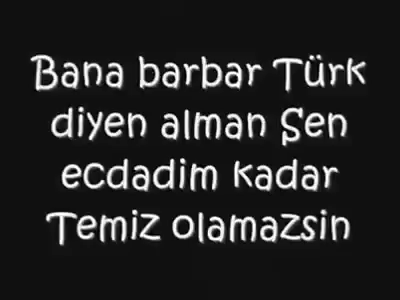 Bana barbar Türk
diyen alman Sen
ecdadim kadar
Temiz olamazsin